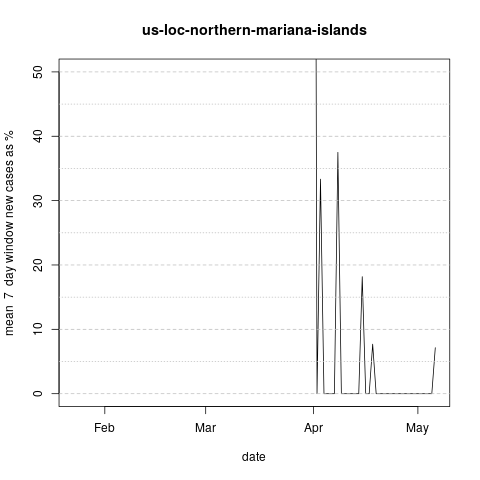 us-loc-northern-mariana-islands
mean 7 day window new cases as %
50
40
30
20
10
0
Feb Mar Apr May
date